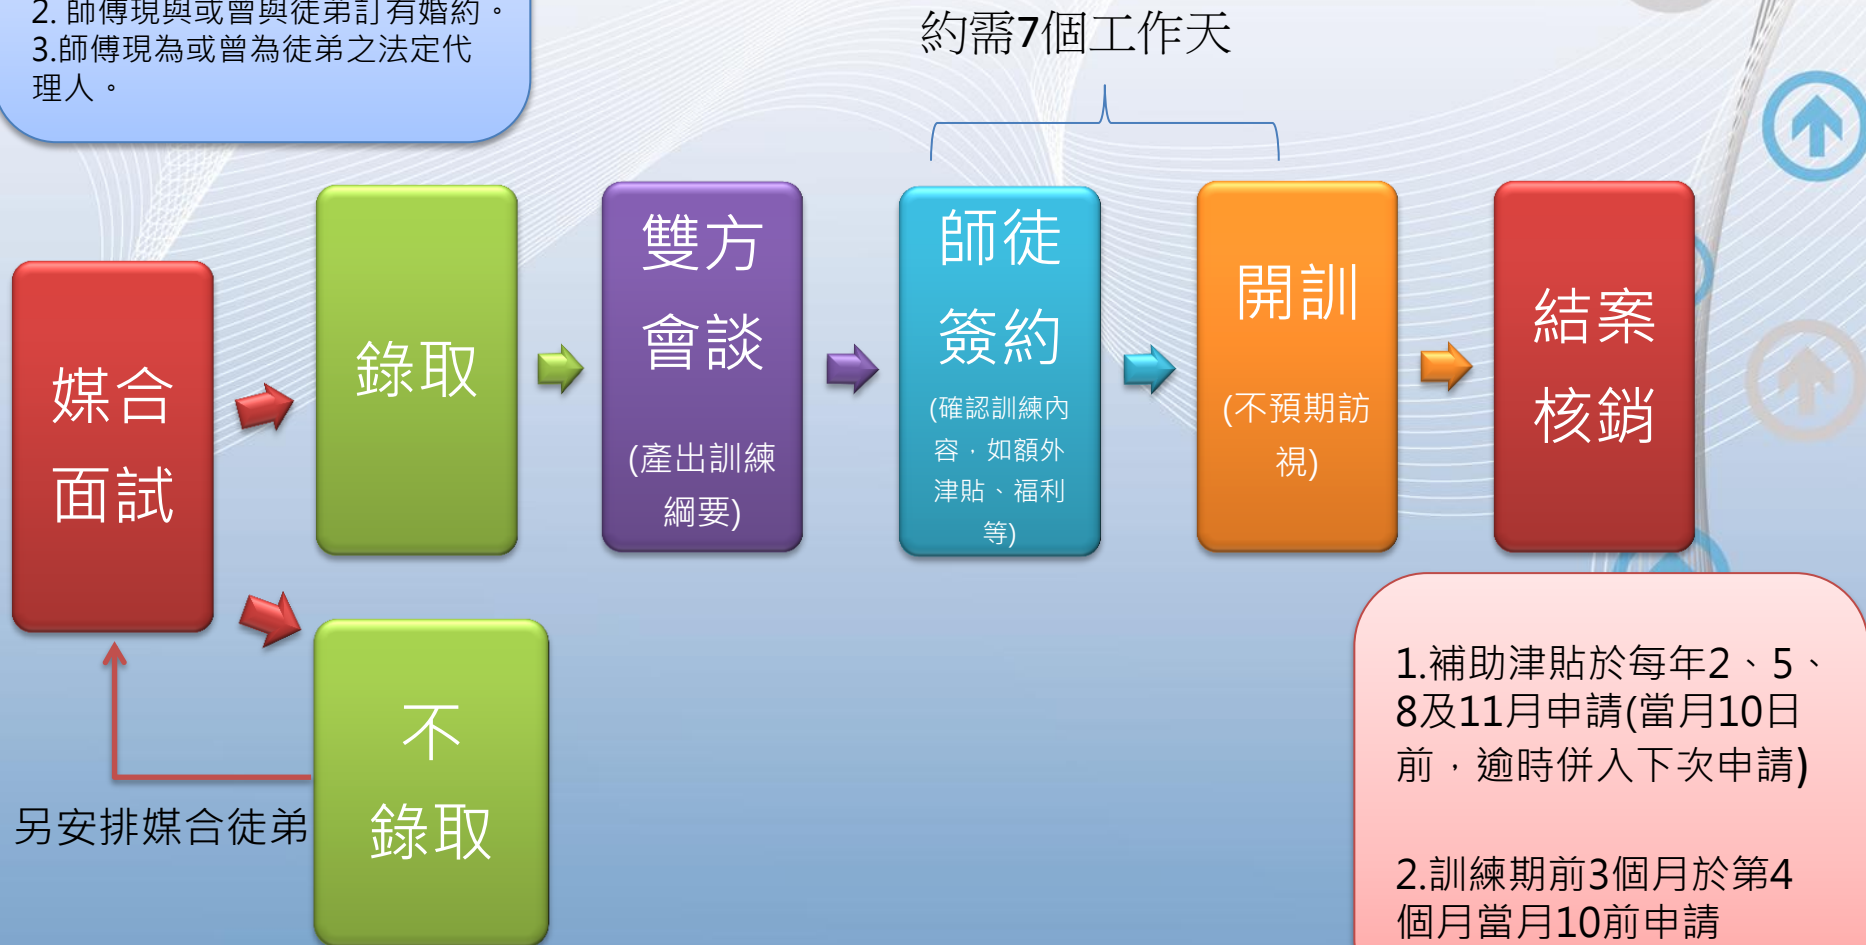 2. 師傅現與或曾與徒弟訂有婚約。
3.師傅現為或曾為徒弟之法定代
理人。
約需7個工作天
媒合
面試
錄取
雙方
會談
(產出訓練
綱要)
師徒
簽約
(確認訓練內
容，如額外
津貼、福利
等)
開訓
(不預期訪
視)
結案
核銷
不
錄取
另安排媒合徒弟
1.補助津貼於每年2、5、
8及11月申請(當月10日
前，逾時併入下次申請)
2.訓練期前3個月於第4
個月當月10前申請